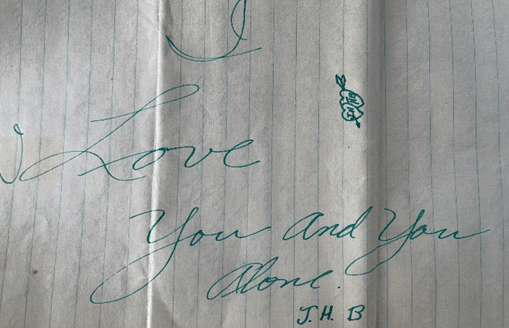 I
Love
You and You
Alone.
J. H. B